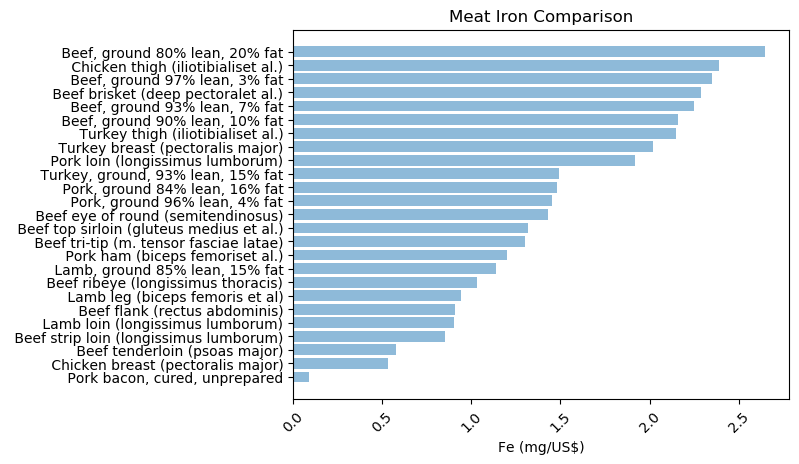 Meat Iron Comparison
Beef, ground 80% lean, 20% fat
Chicken thigh (iliotibialiset al.)
Beef, ground 97% lean, 3% fat
Beef brisket (deep pectoralet al.)
Beef, ground 93% lean, 7% fat
Beef, ground 90% lean, 10% fat
Turkey thigh (iliotibialiset al.)
Turkey breast (pectoralis major)
Pork loin (longissimus lumborum)
Turkey, ground, 93% lean, 15% fat
Pork, ground 84% lean, 16% fat
Pork, ground 96% lean, 4% fat
Beef eye of round (semitendinosus)
Beef top sirloin (gluteus medius et al.)
Beef tri-tip (m. tensor fasciae latae)
Pork ham (biceps femoriset al.)
Lamb, ground 85% lean, 15% fat
Beef ribeye (longissimus thoracis)
Lamb leg (biceps femoris et al)
Beef flank (rectus abdominis)
Lamb loin (longissimus lumborum)
Beef strip loin (longissimus lumborum)
Beef tenderloin (psoas major)
Chicken breast (pectoralis major)
Pork bacon, cured, unprepared
0.0 0.5 1.0 1.5 2.0 2.5
Fe (mg/US$)